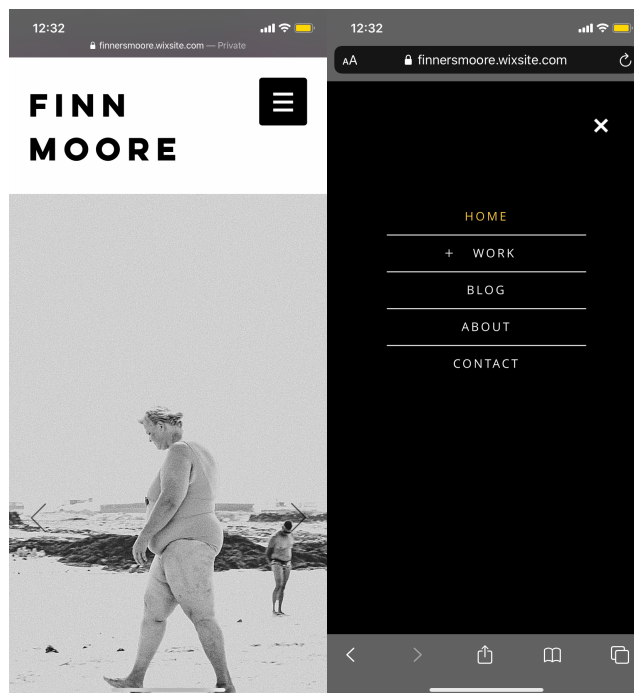 12:32
finnersmoore.wixsite.com — Private
FINN
MOORE
12:32
AA
finnersmoore.wixsite.com
HOME
+ WORK
BLOG
ABOUT
CONTACT